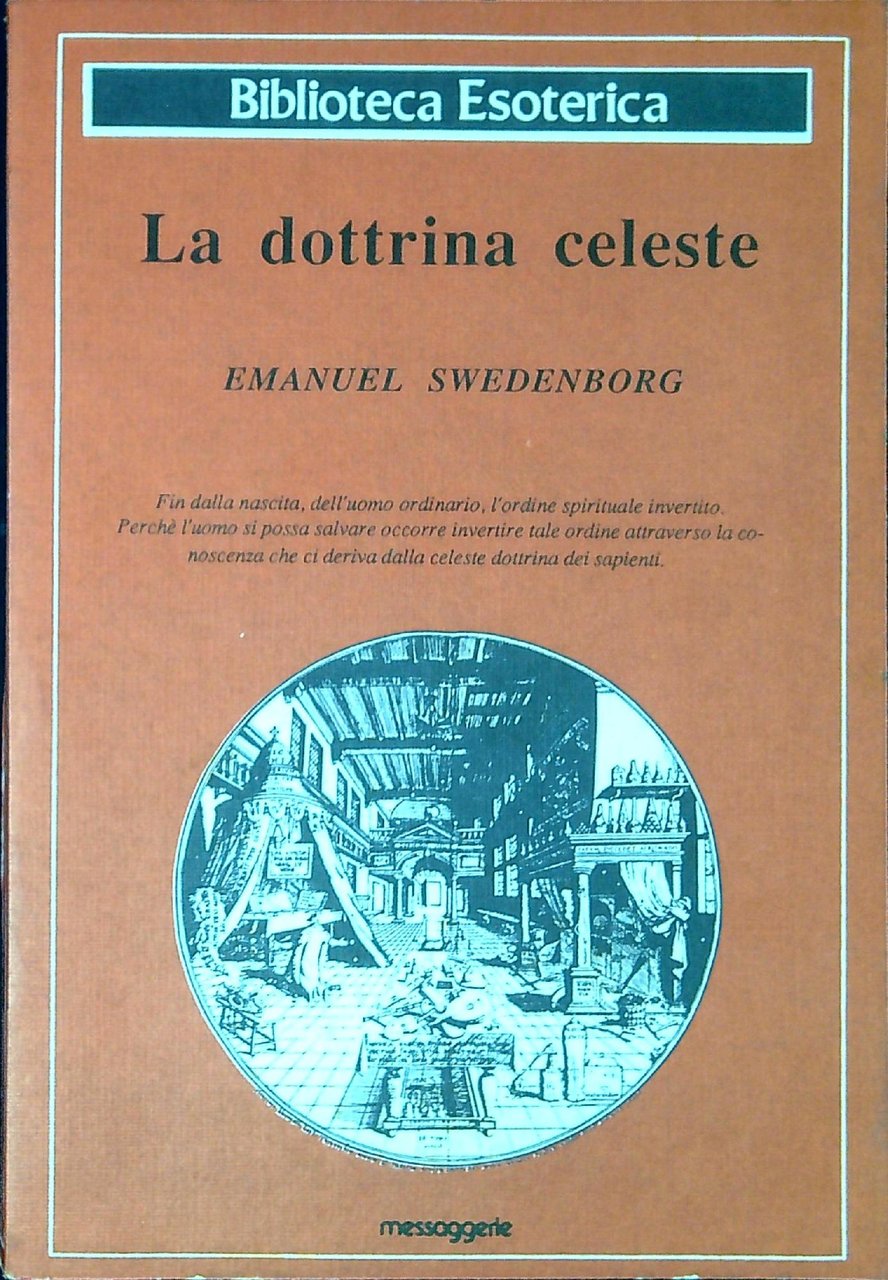 Biblioteca Esoterica
La dottrina celeste
EMANUEL SWEDENBORG
Fin dalla nascita, dell'uomo ordinario, l'ordine spirituale invertito.
Perchè l'uomo si possa salvare occorre invertire tale ordine attraverso la co-
noscenza che ci deriva dalla celeste dottrina dei sapienti.
messaggerie